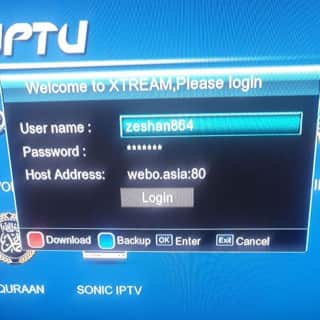 IPTU
Welcome to XTREAM,Please login
User name : zeshan864
Password : *******
Host Address: webo.asia:80
Login
Download Backup OK Enter Exit Cancel
QURAAN SONIC IPTV